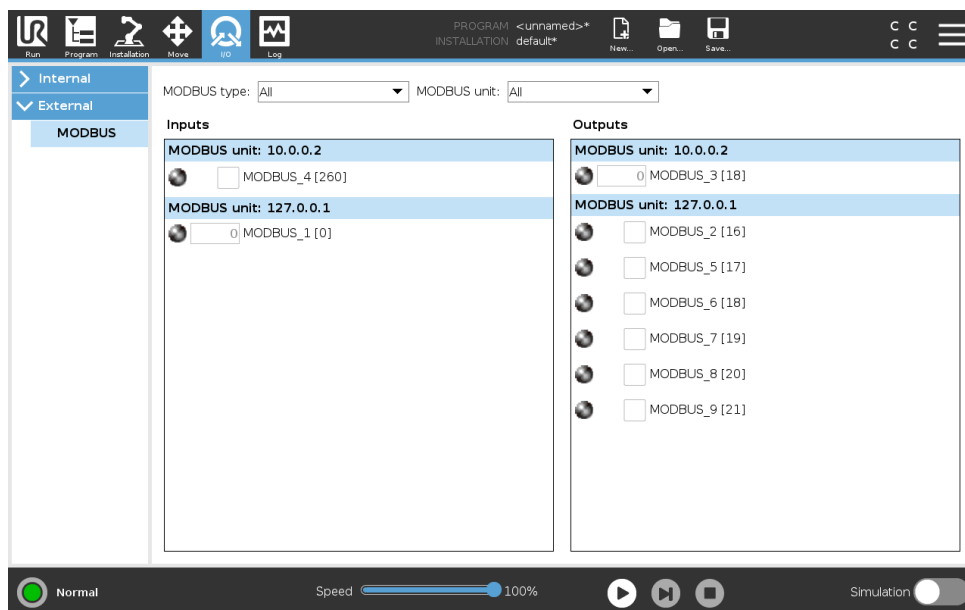 UR
PROGRAM <unnamed>*
INSTALLATION default*
C C
C C
Run Program Installation Move I/O Log New... Open... Save...
Internal
External
MODBUS
MODBUS type: All MODBUS unit: All
Inputs
MODBUS unit: 10.0.0.2
MODBUS_4 [260]
MODBUS unit: 127.0.0.1
0 MODBUS_1 [0]
Outputs
MODBUS unit: 10.0.0.2
0 MODBUS_3 [18]
MODBUS unit: 127.0.0.1
MODBUS_2 [16]
MODBUS_5 [17]
MODBUS_6 [18]
MODBUS_7 [19]
MODBUS_8 [20]
MODBUS_9 [21]
Normal Speed 100% Simulation